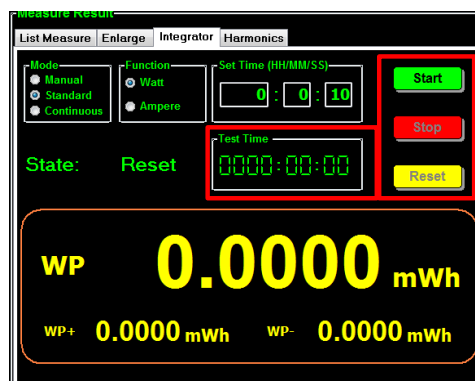 Measure Result
List Measure Enlarge Integrator Harmonics
Mode
Manual
Standard
Continuous
Function
Watt
Ampere
Set Time (HH/MM/SS)
0 : 0 : 10
Start
Stop
Reset
Test Time
0000:00:00
State: Reset
WP 0.0000 mWh
WP+ 0.0000 mWh WP- 0.0000 mWh